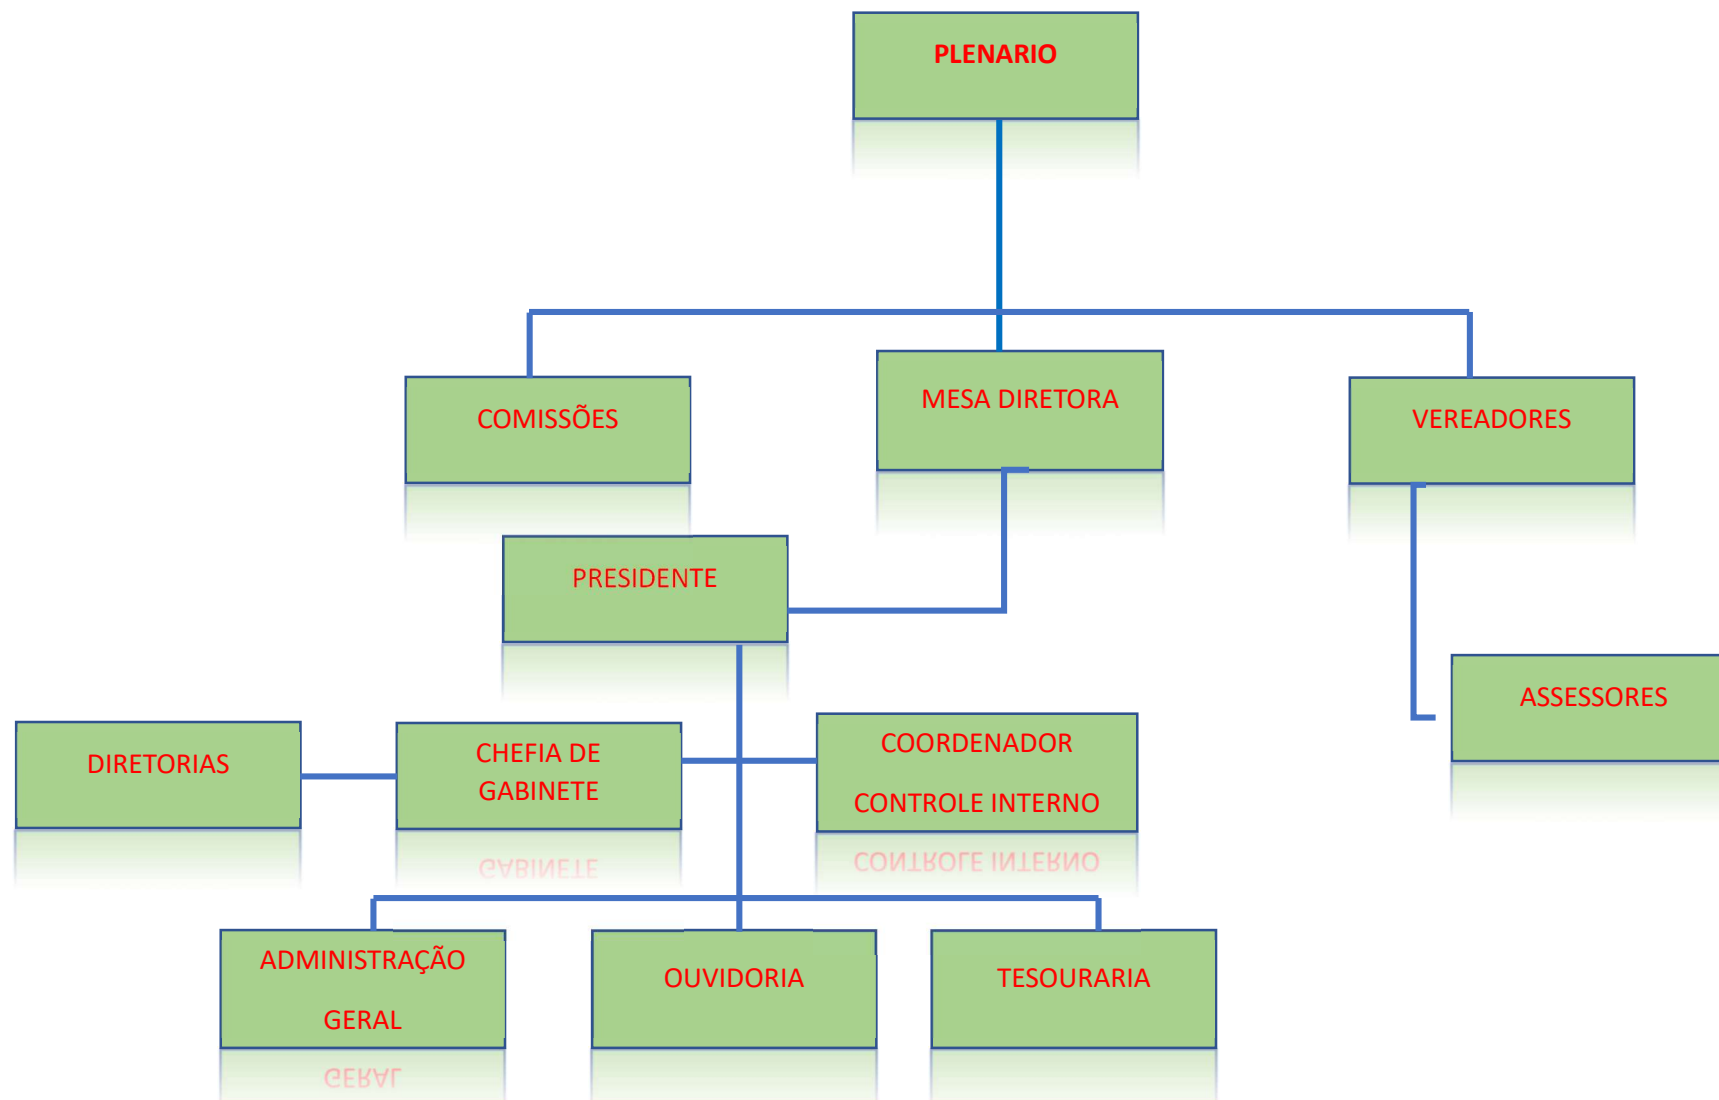 PLENARIO
COMISSÕES
MESA DIRETORA
VEREADORES
PRESIDENTE
ASSESSORES
DIRETORIAS
CHEFIA DE
GABINETE
COORDENADOR
CONTROLE INTERNO
ADMINISTRAÇÃO
GERAL
OUVIDORIA
TESOURARIA